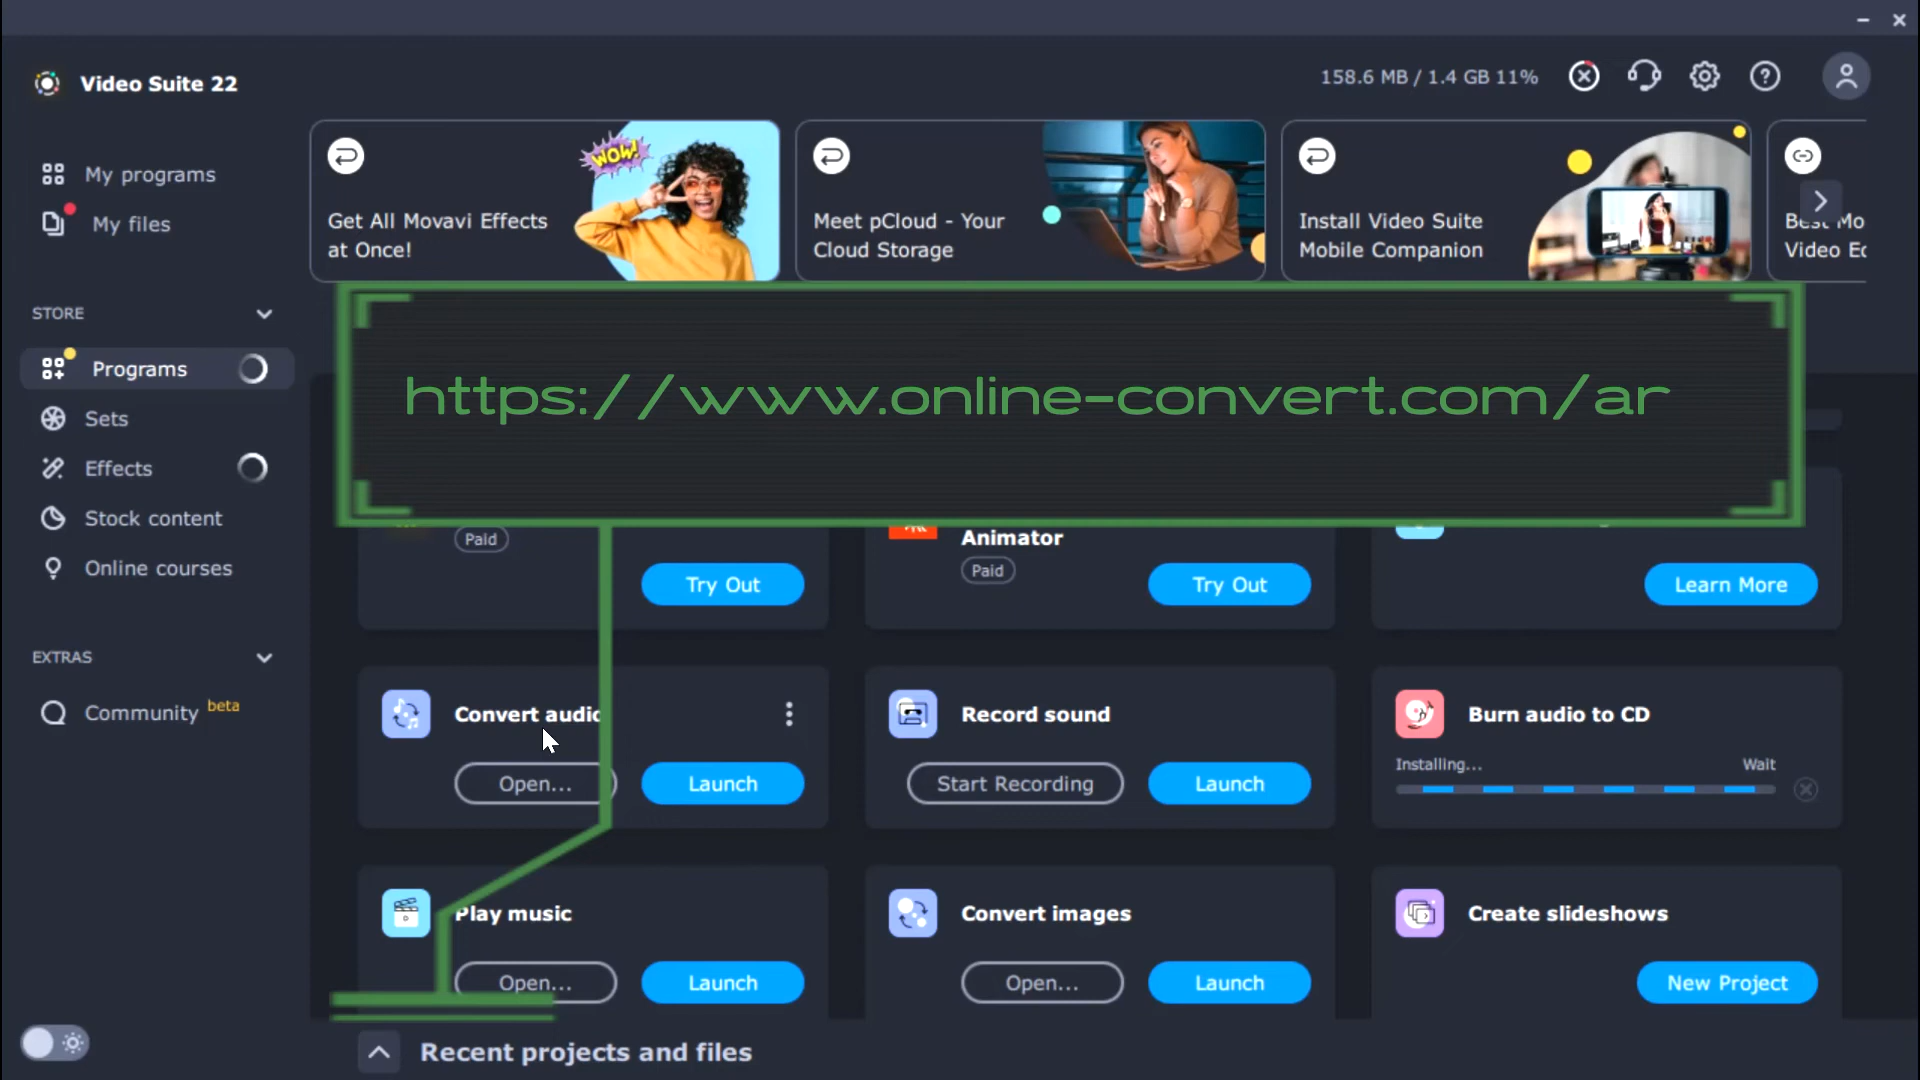 Video Suite 22
158.6 MB / 1.4 GB 11%
My programs
My files
STORE
Programs
Sets
Effects
Stock content
Online courses
EXTRAS
Community beta
WOW!
Get All Movavi Effects
at Once!
Meet pCloud - Your
Cloud Storage
Install Video Suite
Mobile Companion
Video
https://www.online-convert.com/ar
Paid
Try Out
Animator
Paid
Try Out
Learn More
Convert audio
Open...
Launch
Record sound
Start Recording
Launch
Burn audio to CD
Installing...
Wait
Play music
Open...
Launch
Convert images
Open...
Launch
Create slideshows
New Project
Recent projects and files